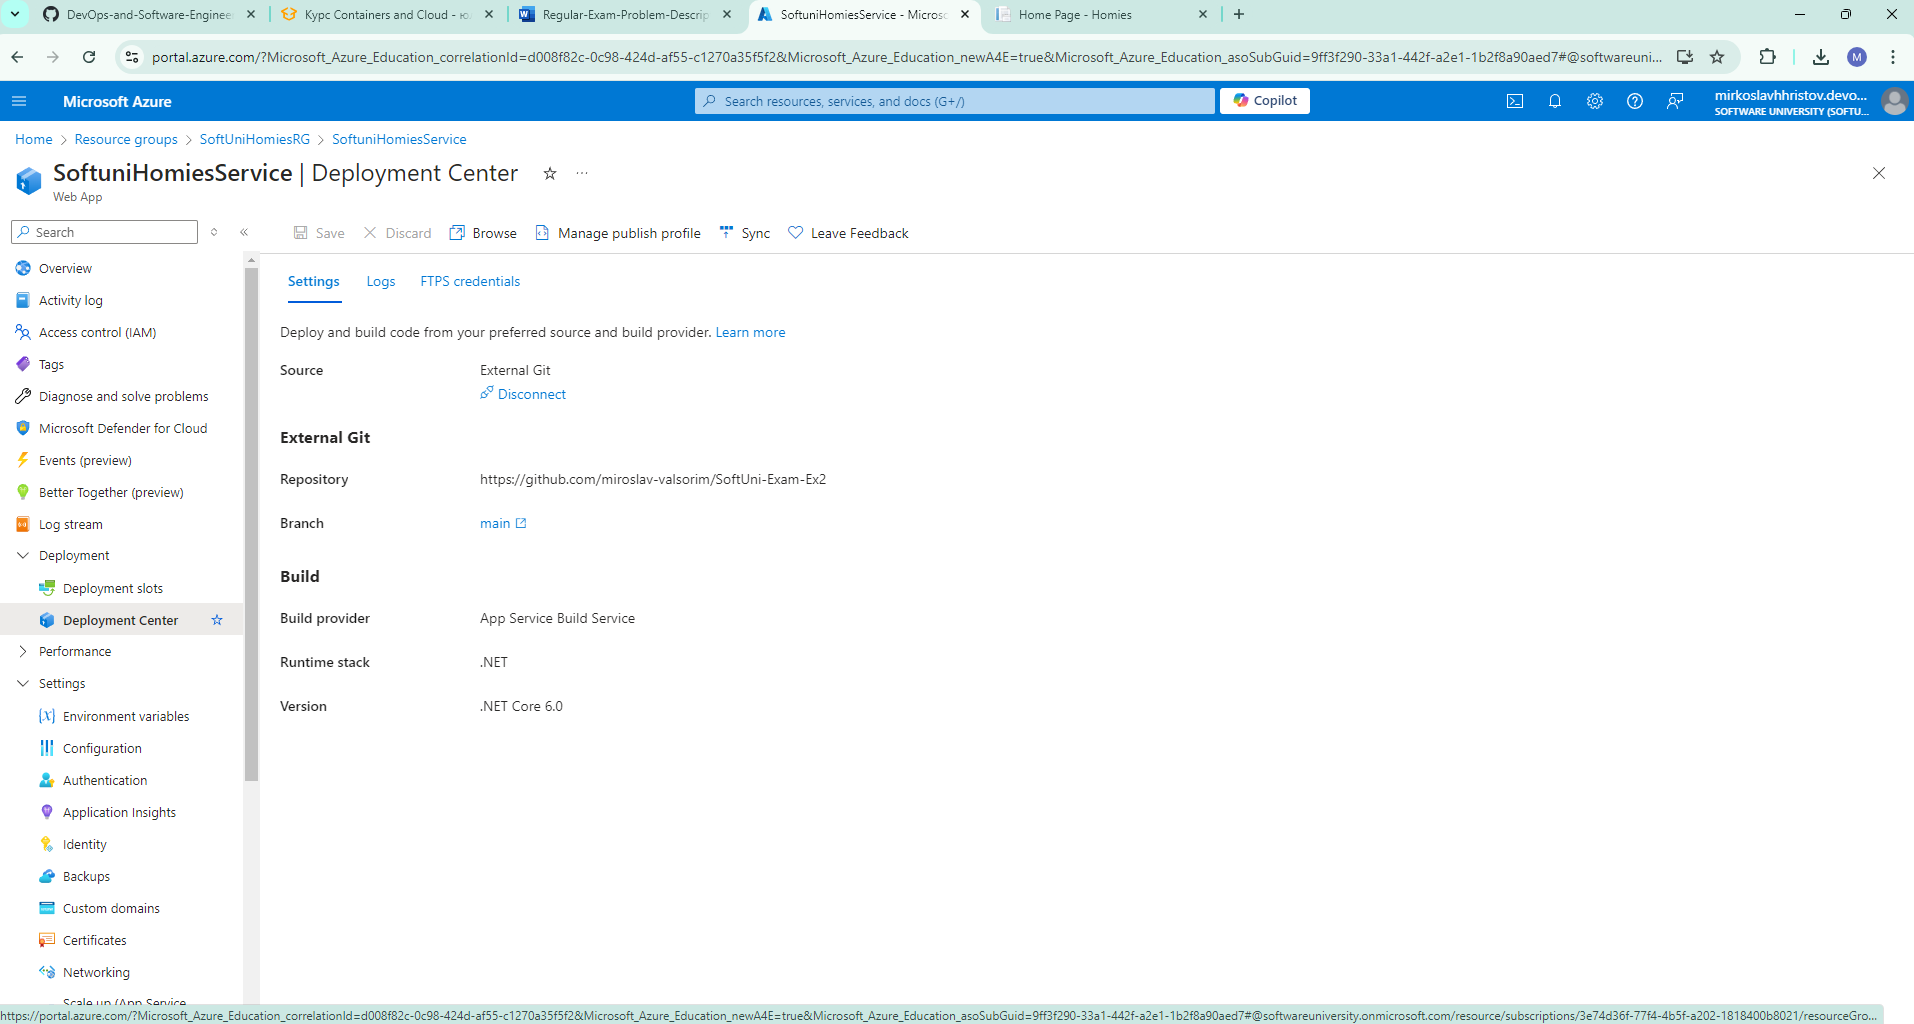 DevOps-and-Software-Enginee
Курс Containers and Cloud - ю
Regular-Exam-Problem-Descrip
SoftuniHomiesService - Microso
Home Page - Homies
portal.azure.com/?Microsoft_Azure_Education_correlationId=d008f82c-0c98-424d-af55-c1270a35f5f2&Microsoft_Azure_Education_newA4E=true&Microsoft_Azure_Education_asoSubGuid=9ff3f290-33a1-442f-a2e1-1b2f8a90aed7#@softwareuni...
M
Microsoft Azure
Search resources, services, and docs (G+/)
Copilot
mirkoslavhhristov.devo...
SOFTWARE UNIVERSITY (SOFTU...
Home > Resource groups > SoftUniHomiesRG > SoftuniHomiesService
SoftuniHomiesService | Deployment Center
Web App
Search
Save
Discard
Browse
Manage publish profile
Sync
Leave Feedback
Overview
Activity log
Access control (IAM)
Tags
Diagnose and solve problems
Microsoft Defender for Cloud
Events (preview)
Better Together (preview)
Log stream
Deployment
Deployment slots
Deployment Center
Performance
Settings
Environment variables
Configuration
Authentication
Application Insights
Identity
Backups
Custom domains
Certificates
Networking
Scale up (App Service
Settings
Logs
FTPS credentials
Deploy and build code from your preferred source and build provider. Learn more
Source
External Git
Disconnect
External Git
Repository
https://github.com/miroslav-valsorim/SoftUni-Exam-Ex2
Branch
main
Build
Build provider
App Service Build Service
Runtime stack
.NET
Version
.NET Core 6.0
https://portal.azure.com/?Microsoft_Azure_Education_correlationId=d008f82c-0c98-424d-af55-c1270a35f5f2&Microsoft_Azure_Education_newA4E=true&Microsoft_Azure_Education_asoSubGuid=9ff3f290-33a1-442f-a2e1-1b2f8a90aed7#@softwareuniversity.onmicrosoft.com/resource/subscriptions/3e74d36f-77f4-4b5f-a202-1818400b8021/resourceGro...